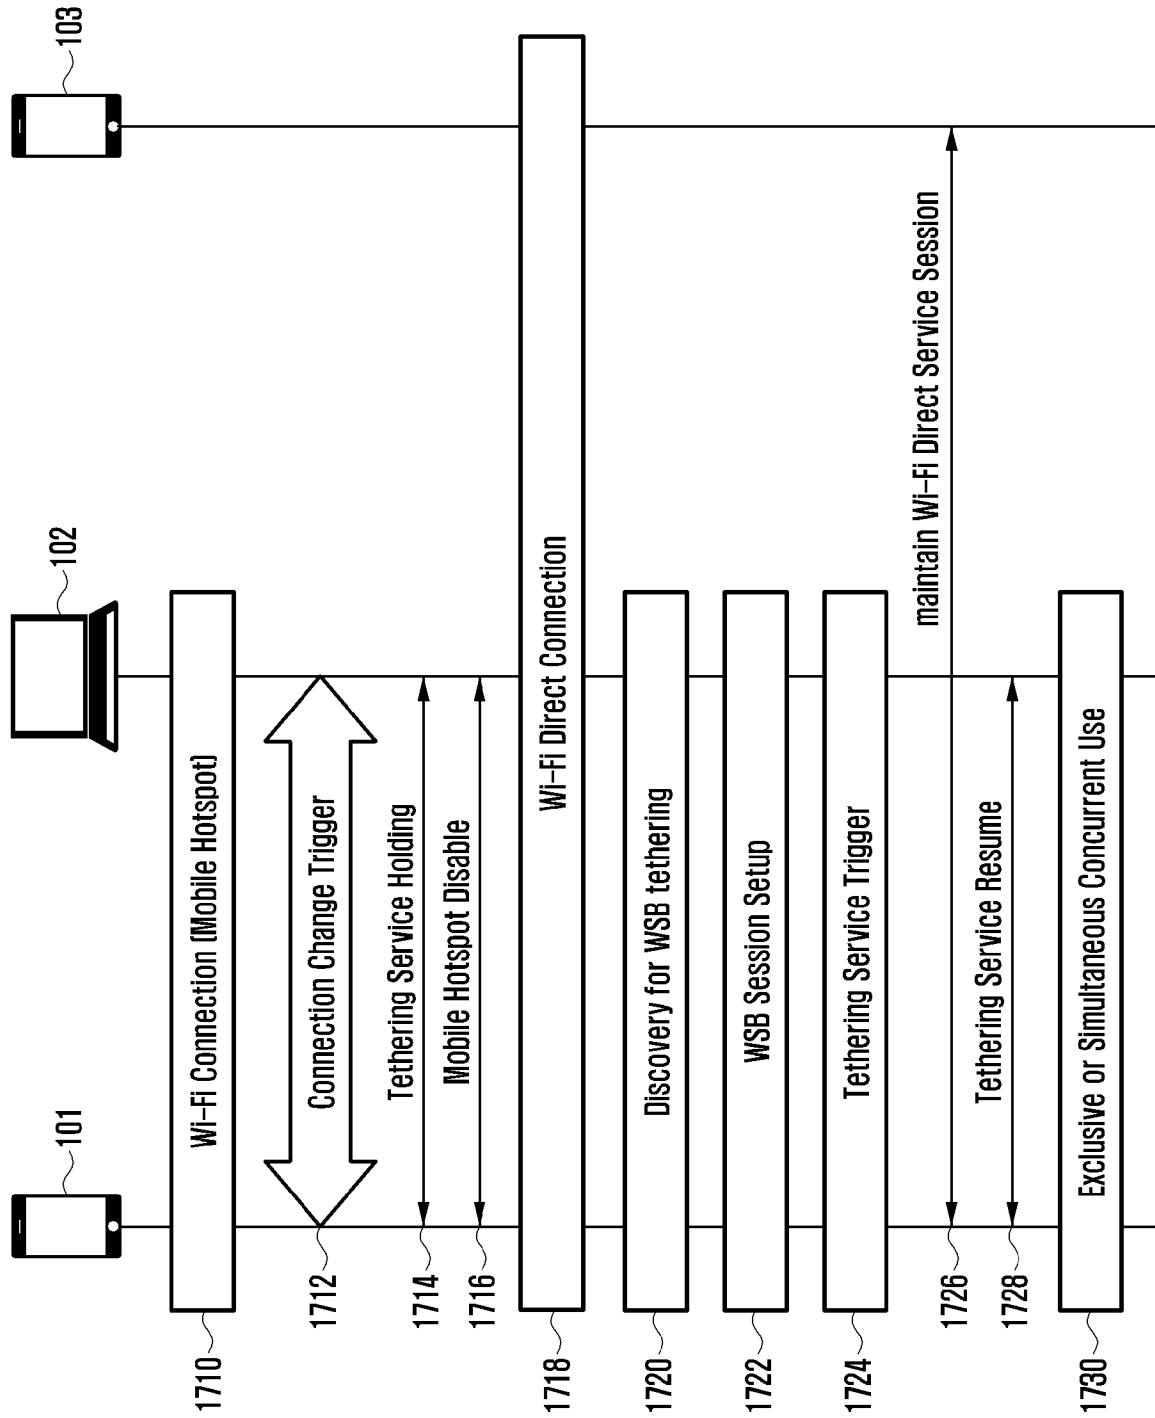 101
102
103
1710
Wi-Fi Connection (Mobile Hotspot)
1712
Connection Change Trigger
1714
Tethering Service Holding
1716
Mobile Hotspot Disable
1718
Wi-Fi Direct Connection
1720
Discovery for WSB tethering
1722
WSB Session Setup
1724
Tethering Service Trigger
1726
maintain Wi-Fi Direct Service Session
1728
Tethering Service Resume
1730
Exclusive or Simultaneous Concurrent Use